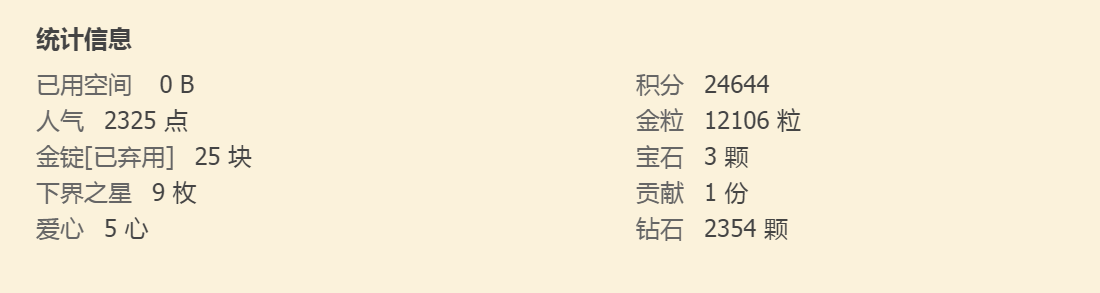 统计信息
已用空间 0 B 积分 24644
人气 2325 点 金粒 12106 粒
金锭[已弃用] 25 块 宝石 3 颗
下界之星 9 枚 贡献 1 份
爱心 5 心 钻石 2354 颗